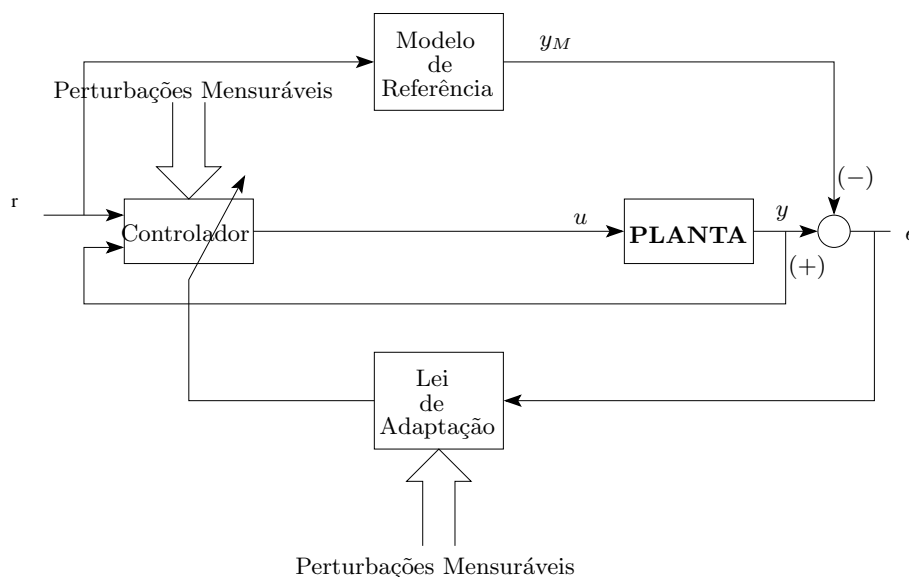 Modelo
de
Referência
y_M
Perturbações Mensuráveis
(−)
r
Controlador
u
PLANTA
y
(+)
Lei
de
Adaptação
Perturbações Mensuráveis